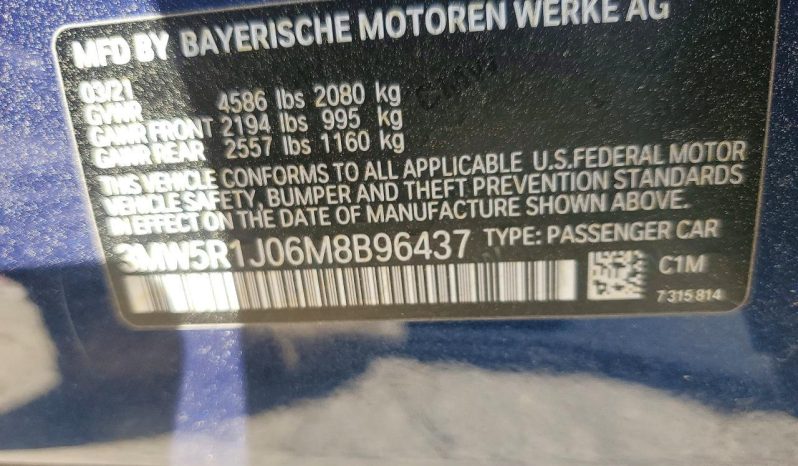 MFD BY BAYERISCHE MOTOREN WERKE AG
03/21
GVWR 4586 lbs 2080 kg
GAWR FRONT 2194 lbs 995 kg
GAWR REAR 2557 lbs 1160 kg
THIS VEHICLE CONFORMS TO ALL APPLICABLE U.S.FEDERAL MOTOR
VEHICLE SAFETY, BUMPER AND THEFT PREVENTION STANDARDS
IN EFFECT ON THE DATE OF MANUFACTURE SHOWN ABOVE.
3MW5R1J06M8B96437 TYPE: PASSENGER CAR
C1M
7 315 814